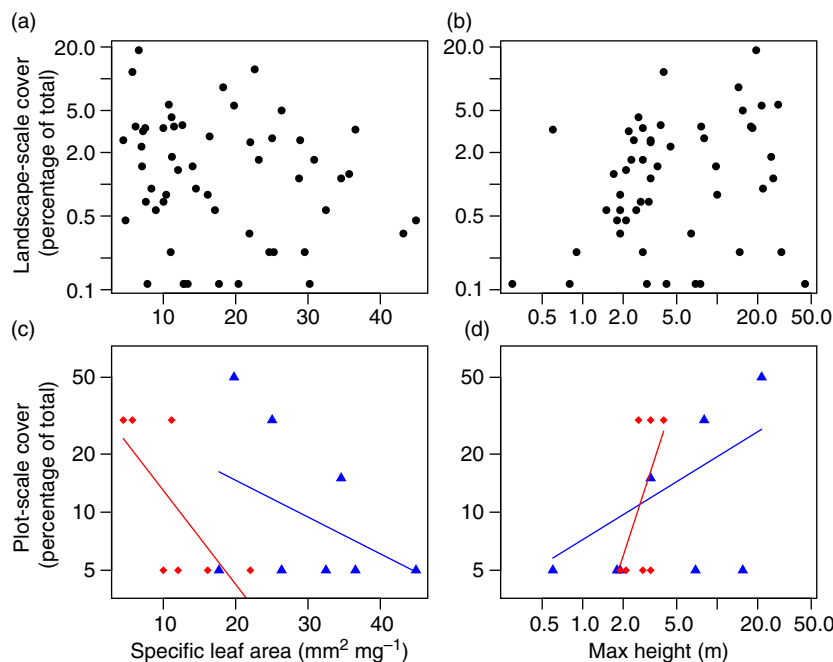 (a)
(b)
Landscape-scale cover
(percentage of total)
20.0
5.0
2.0
0.5
0.1
10 20 30 40
20.0
5.0
2.0
0.5
0.1
0.5 1.0 2.0 5.0 20.0 50.0
(c)
(d)
Plot-scale cover
(percentage of total)
50
20
10
5
10 20 30 40
Specific leaf area (mm² mg⁻¹)
50
20
10
5
0.5 1.0 2.0 5.0 20.0 50.0
Max height (m)